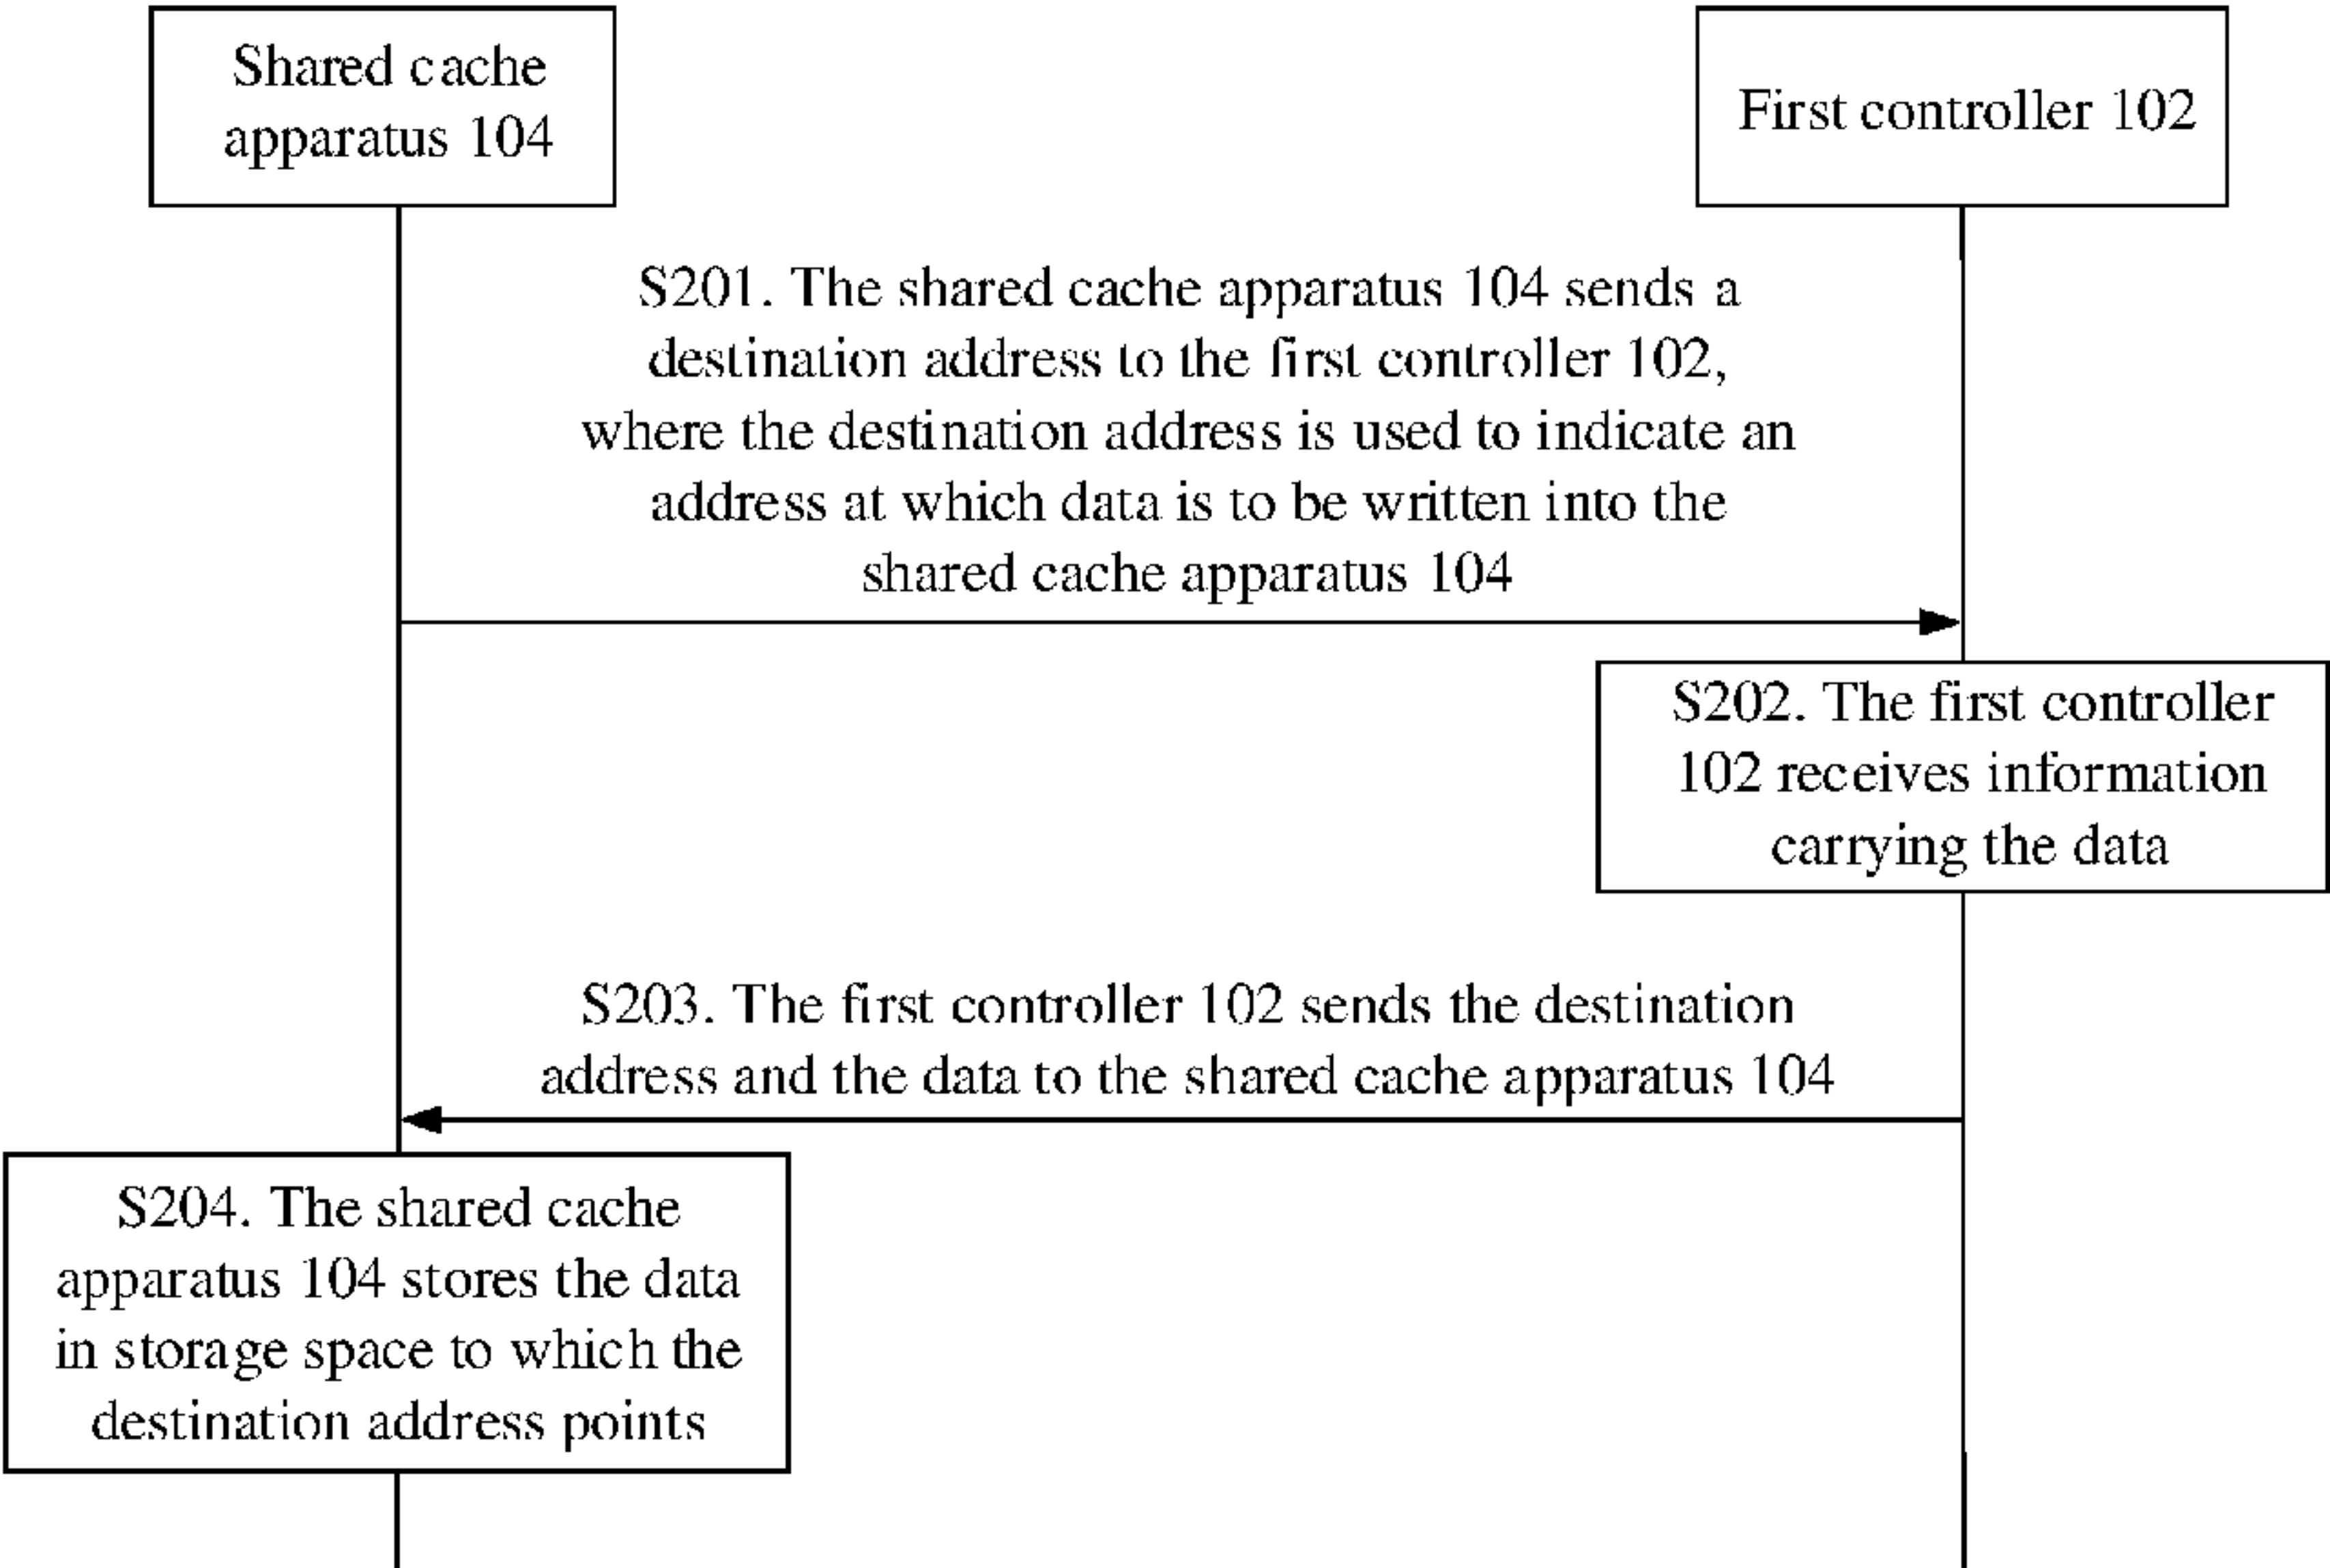 Shared cache
apparatus 104
First controller 102
S201. The shared cache apparatus 104 sends a
destination address to the first controller 102,
where the destination address is used to indicate an
address at which data is to be written into the
shared cache apparatus 104
S202. The first controller
102 receives information
carrying the data
S203. The first controller 102 sends the destination
address and the data to the shared cache apparatus 104
S204. The shared cache
apparatus 104 stores the data
in storage space to which the
destination address points